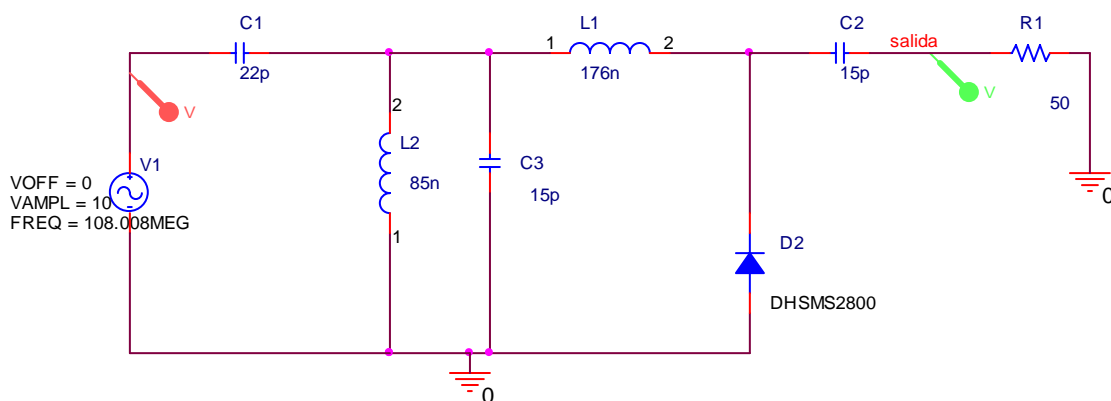 C1
22p
L1
1
2
176n
C2
15p
salida
R1
50
V
V
V1
VOFF = 0
VAMPL = 10
FREQ = 108.008MEG
2
L2
85n
1
C3
15p
D2
DHSMS2800
0
0